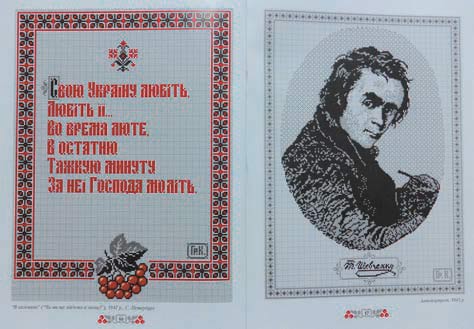 Свою Україну любіть,
Любіть її...
Во время люте,
В остатню
Тяжкую минуту
За неї Господа моліть.
Т. Шевченко